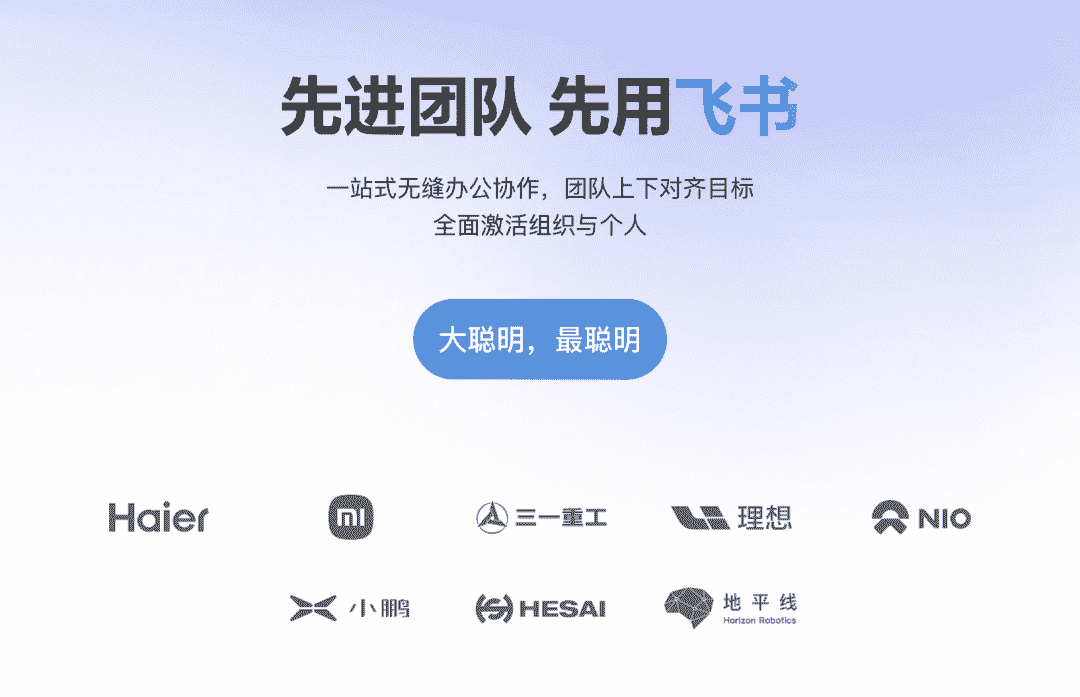 先进团队 先用飞书
一站式无缝办公协作，团队上下对齐目标
全面激活组织与个人
大聪明，最聪明
Haier
mi
三一重工
理想
NIO
小鹏
HESAI
地平线
Horizon Robotics